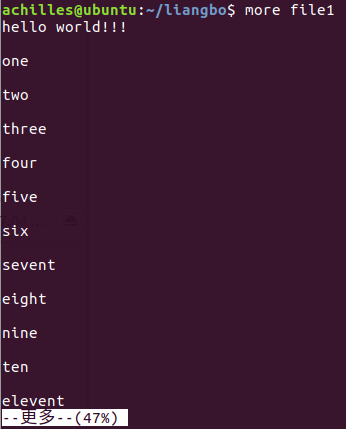 achilles@ubuntu:~/liangbo$ more file1
hello world!!!
one
two
three
four
five
six
sevent
eight
nine
ten
elevent
--更多--(47%)